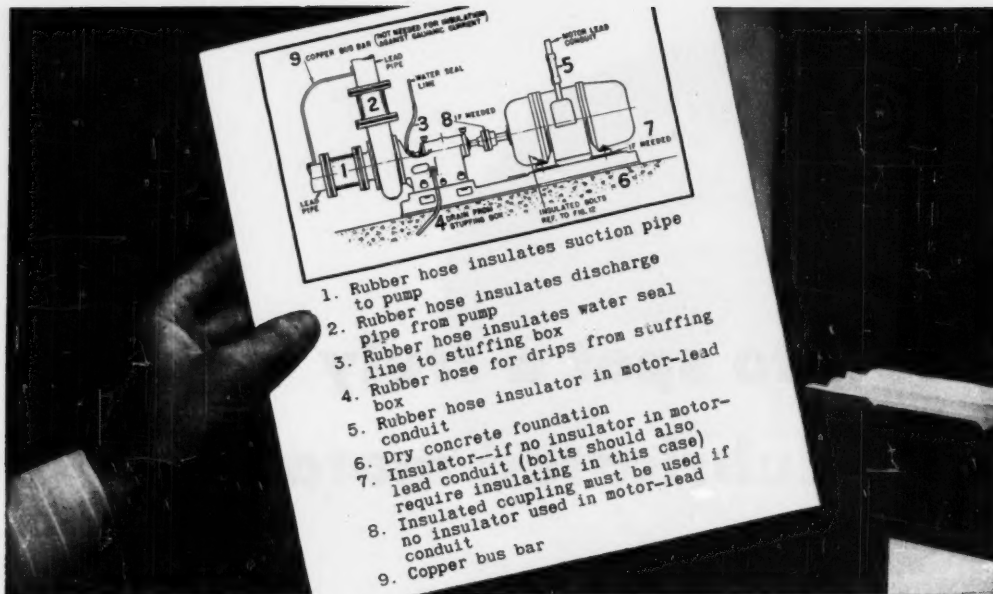 9 COPPER BUS BAR (NOT NEEDED FOR INSULATION
AGAINST GALVANIC CURRENT)
LEAD
PIPE
WATER SEAL
LINE
MOTOR LEAD
CONDUIT
5
2
3
8 IF NEEDED
7
IF NEEDED
1
LEAD
PIPE
6
4 DRAIN FROM
STUFFING BOX
INSULATED BOLTS
REF. TO FIG. 12
1. Rubber hose insulates suction pipe
to pump
2. Rubber hose insulates discharge
pipe from pump
3. Rubber hose insulates water seal
line to stuffing box
4. Rubber hose for drips from stuffing
box
5. Rubber hose insulator in motor-lead
conduit
6. Dry concrete foundation
7. Insulator--if no insulator in motor-
lead conduit (bolts should also
require insulating in this case)
8. Insulated coupling must be used if
no insulator used in motor-lead
conduit
9. Copper bus bar